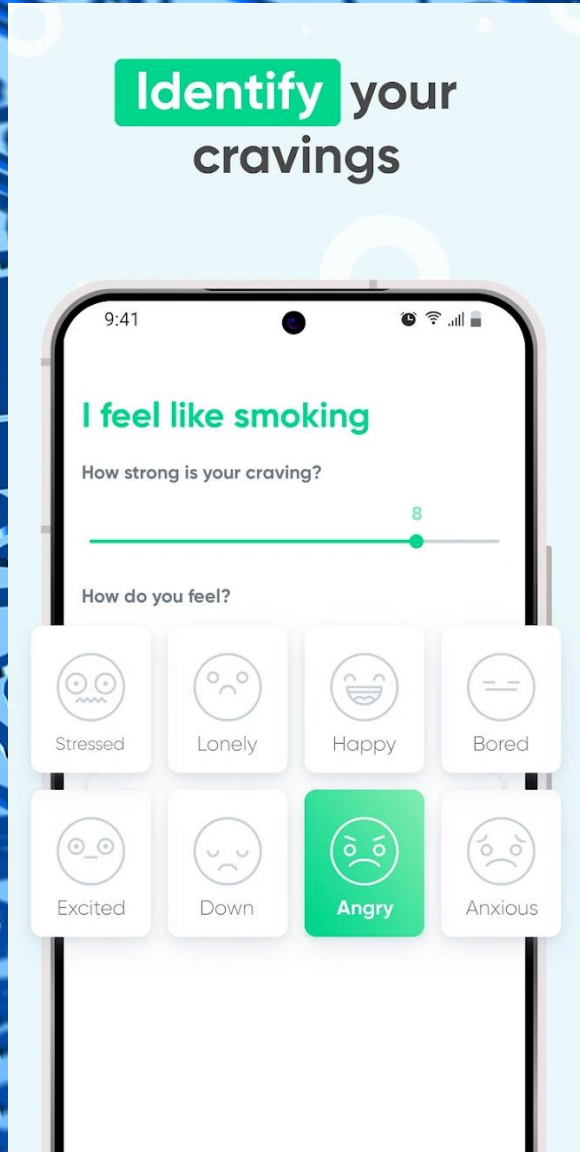 Identify your
cravings
9:41
I feel like smoking
How strong is your craving?
8
How do you feel?
Stressed Lonely Happy Bored
Excited Down Angry Anxious